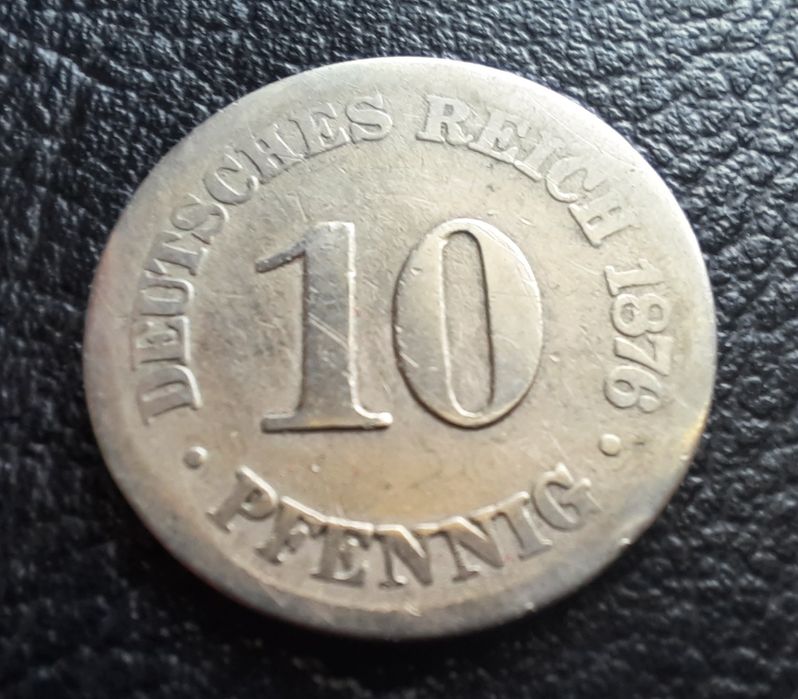 DEUTSCHES REICH 1876
10
• PFENNIG •